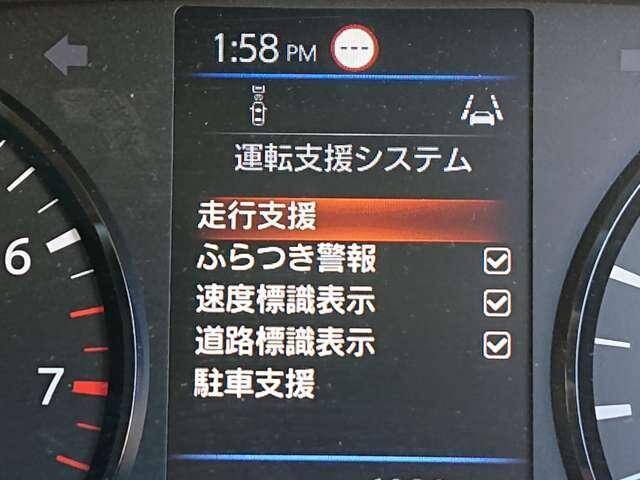 1:58 PM ---
運転支援システム
走行支援
ふらつき警報
速度標識表示
道路標識表示
駐車支援
6
7